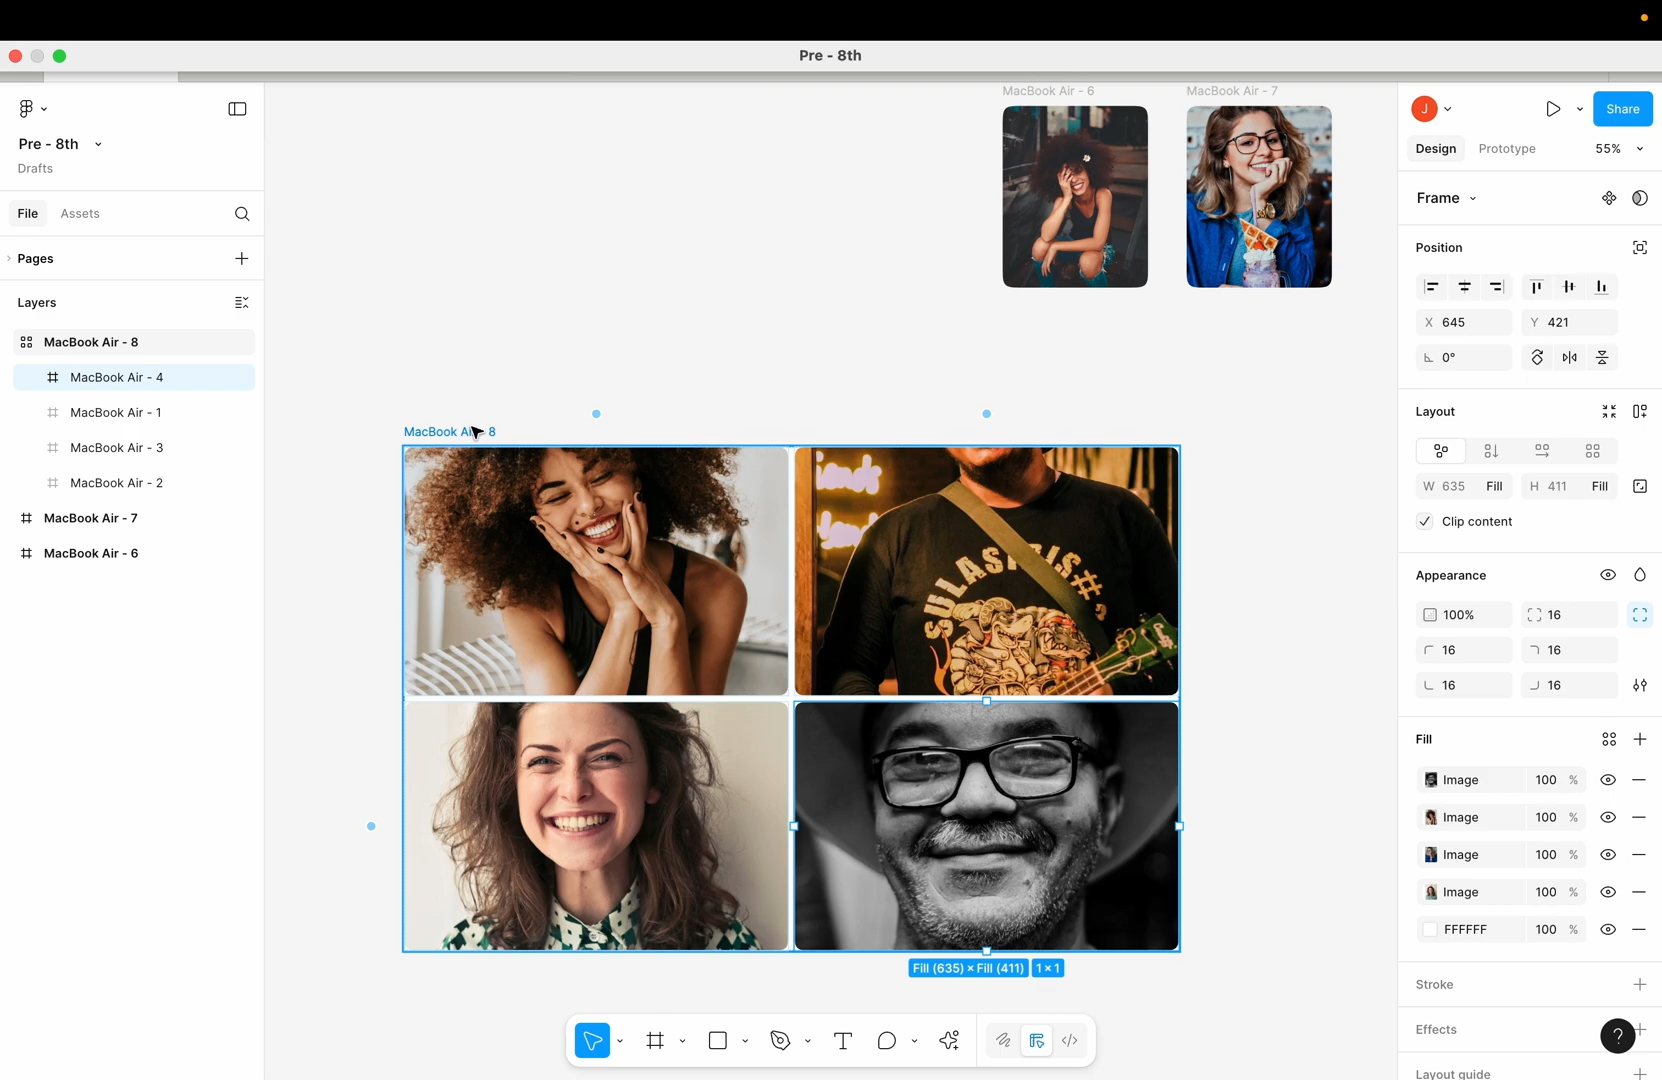 Pre - 8th
Pre - 8th
Drafts
File
Assets
Pages
Layers
MacBook Air - 8
MacBook Air - 4
MacBook Air - 1
MacBook Air - 3
MacBook Air - 2
MacBook Air - 7
MacBook Air - 6
MacBook Air - 6
MacBook Air - 7
8
Fill (635) × Fill (411)
1 × 1
J
Share
Design
Prototype
55%
Frame
Position
X 645
Y 421
0°
Layout
W 635 Fill
H 411 Fill
Clip content
Appearance
100%
16
16
16
16
16
Fill
Image 100 %
Image 100 %
Image 100 %
Image 100 %
FFFFFF 100 %
Stroke
Effects
Layout guide
?